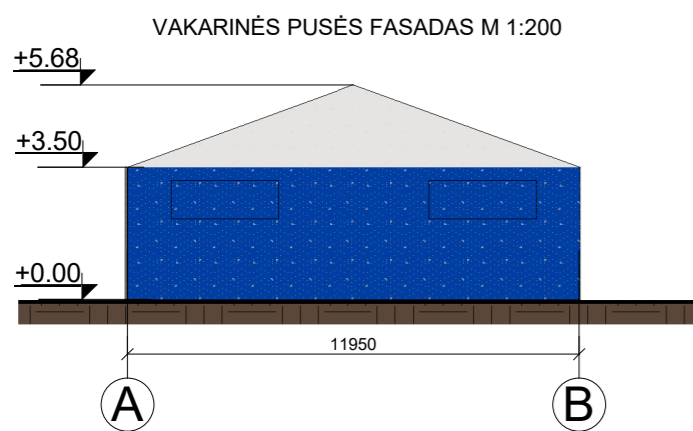 VAKARINĖS PUSĖS FASADAS M 1:200
+5.68
+3.50
+0.00
11950
A
B